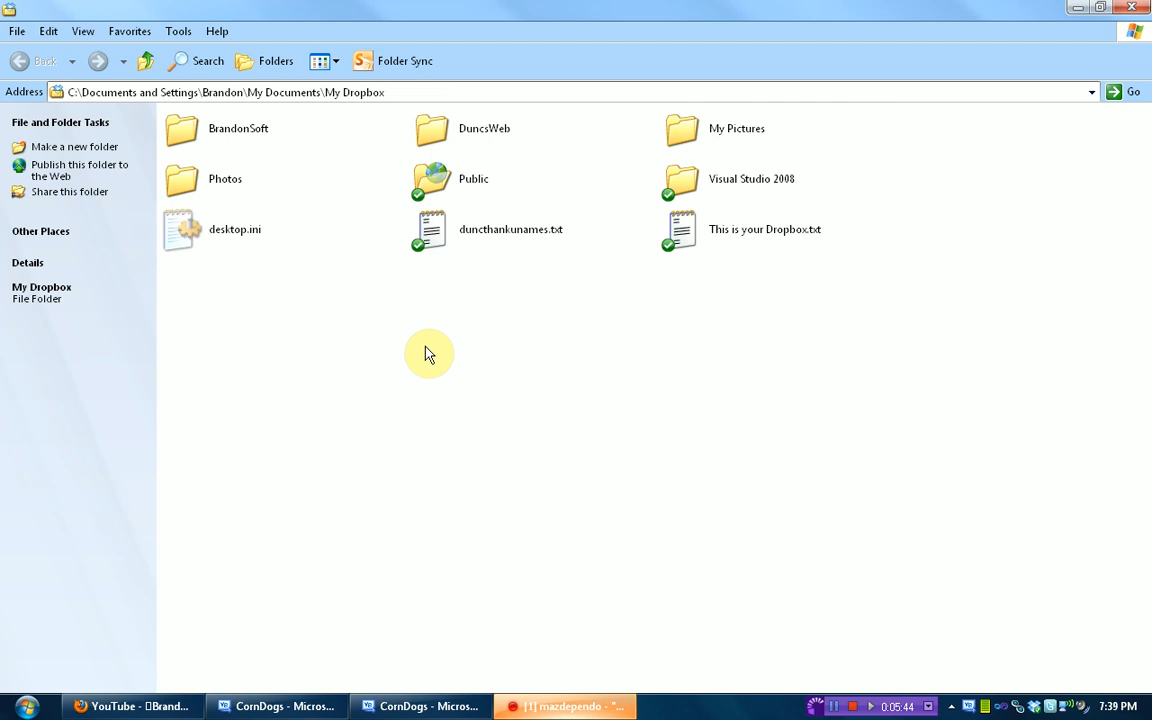 File Edit View Favorites Tools Help
Back Search Folders Folder Sync
Address C:\Documents and Settings\Brandon\My Documents\My Dropbox Go
File and Folder Tasks
Make a new folder
Publish this folder to
the Web
Share this folder
Other Places
Details
My Dropbox
File Folder
BrandonSoft DuncsWeb My Pictures
Photos Public Visual Studio 2008
desktop.ini duncthankunames.txt This is your Dropbox.txt
YouTube - Brand... CornDogs - Micros... CornDogs - Micros... [1] mazdependo - "... 0:05:44 7:39 PM